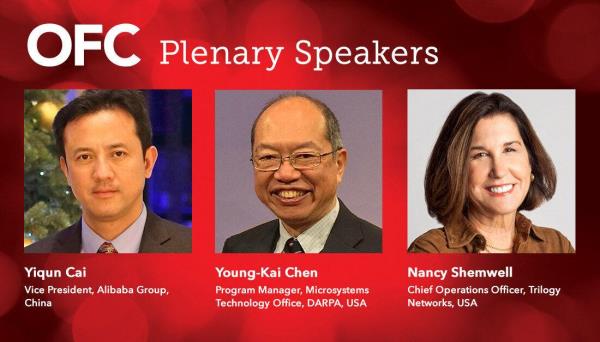 OFC Plenary Speakers
Yiqun Cai
Vice President, Alibaba Group,
China
Young-Kai Chen
Program Manager, Microsystems
Technology Office, DARPA, USA
Nancy Shemwell
Chief Operations Officer, Trilogy
Networks, USA